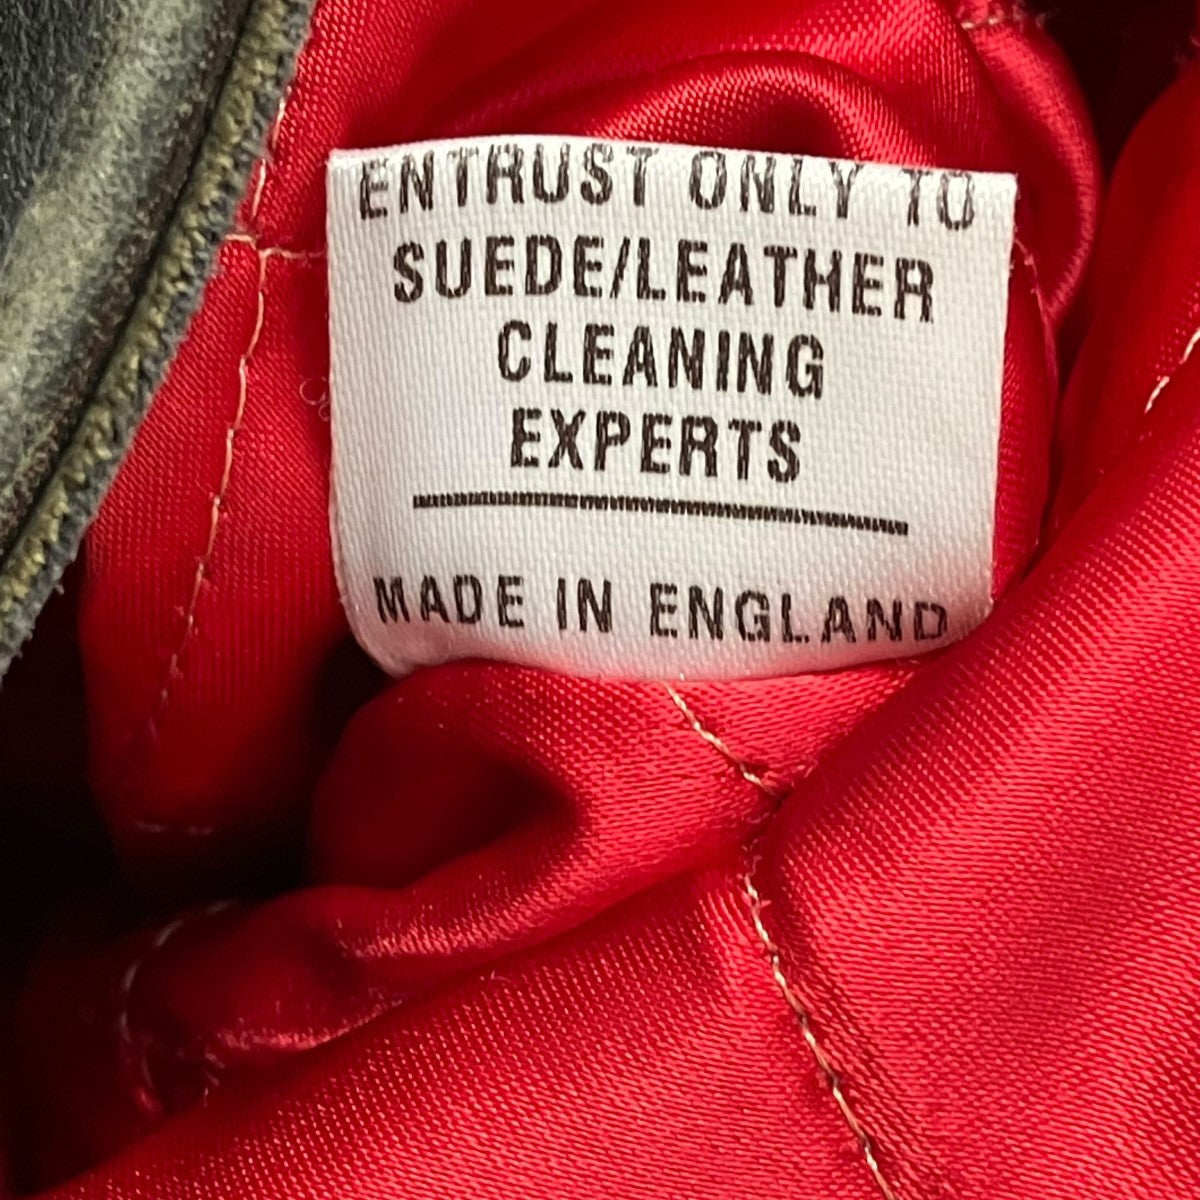 ENTRUST ONLY TO
SUEDE/LEATHER
CLEANING
EXPERTS
MADE IN ENGLAND